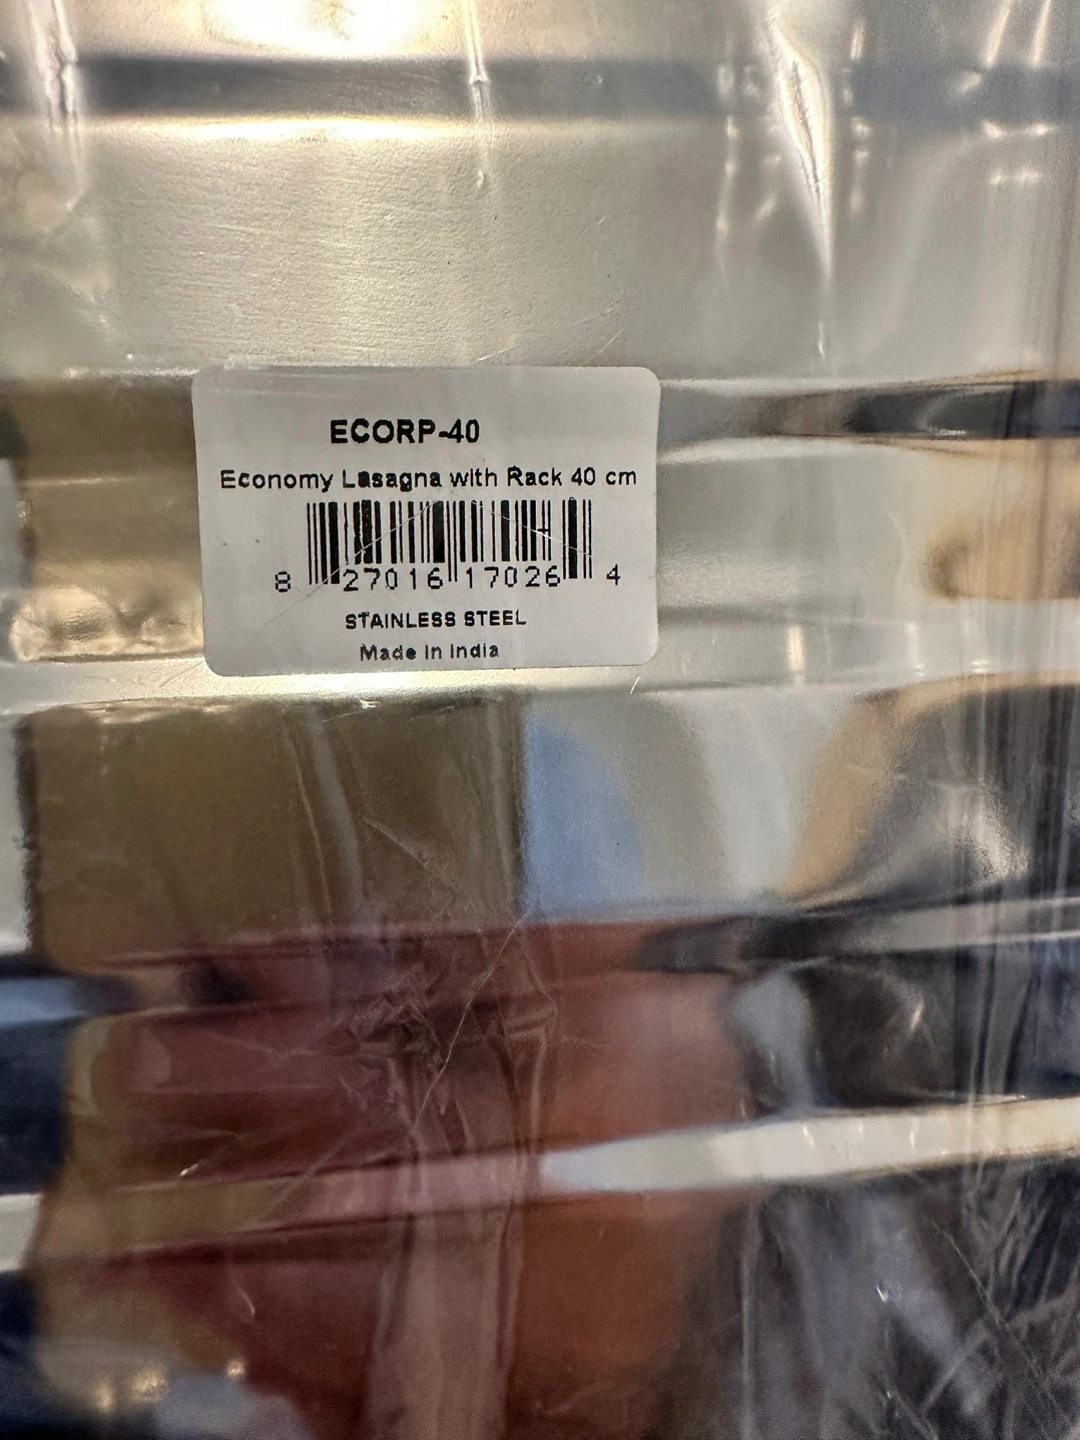 ECORP-40
Economy Lasagna with Rack 40 cm
8 27016 17026 4
STAINLESS STEEL
Made in India